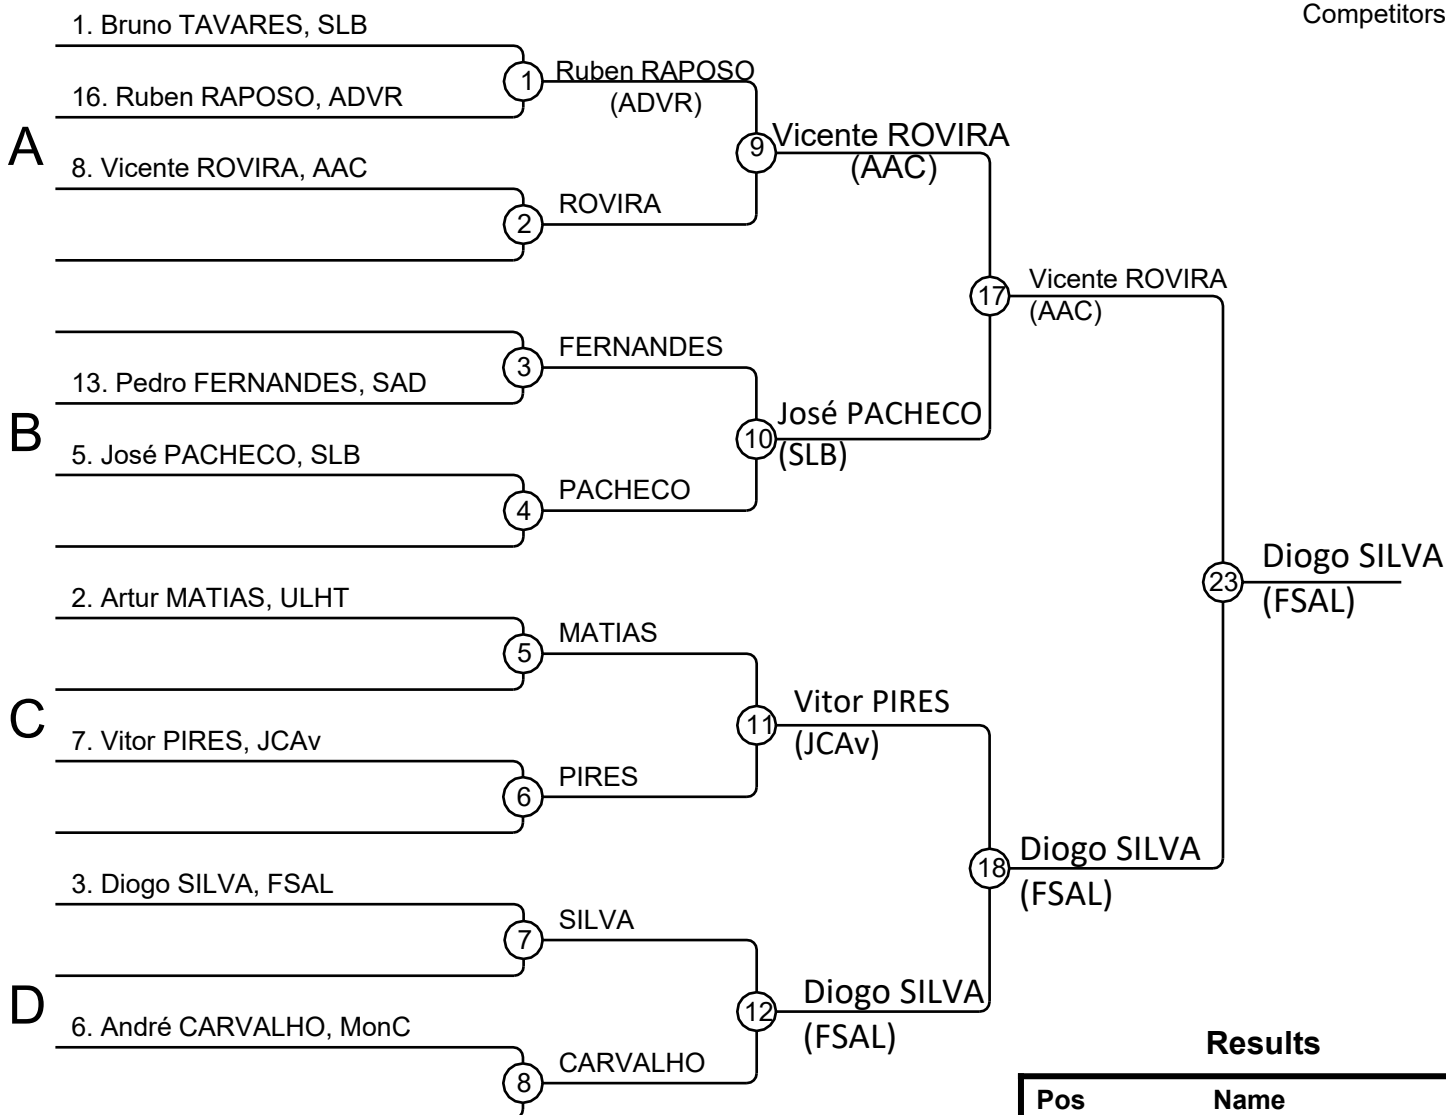 Competitors
1. Bruno TAVARES, SLB
1
Ruben RAPOSO
(ADVR)
16. Ruben RAPOSO, ADVR
A
9
Vicente ROVIRA
(AAC)
8. Vicente ROVIRA, AAC
2
ROVIRA
17
Vicente ROVIRA
(AAC)
3
FERNANDES
13. Pedro FERNANDES, SAD
B
10
José PACHECO
(SLB)
5. José PACHECO, SLB
4
PACHECO
23
Diogo SILVA
(FSAL)
2. Artur MATIAS, ULHT
5
MATIAS
C
11
Vitor PIRES
(JCAv)
7. Vitor PIRES, JCAv
6
PIRES
18
Diogo SILVA
(FSAL)
3. Diogo SILVA, FSAL
7
SILVA
D
12
Diogo SILVA
(FSAL)
6. André CARVALHO, MonC
8
CARVALHO
Results
Pos Name